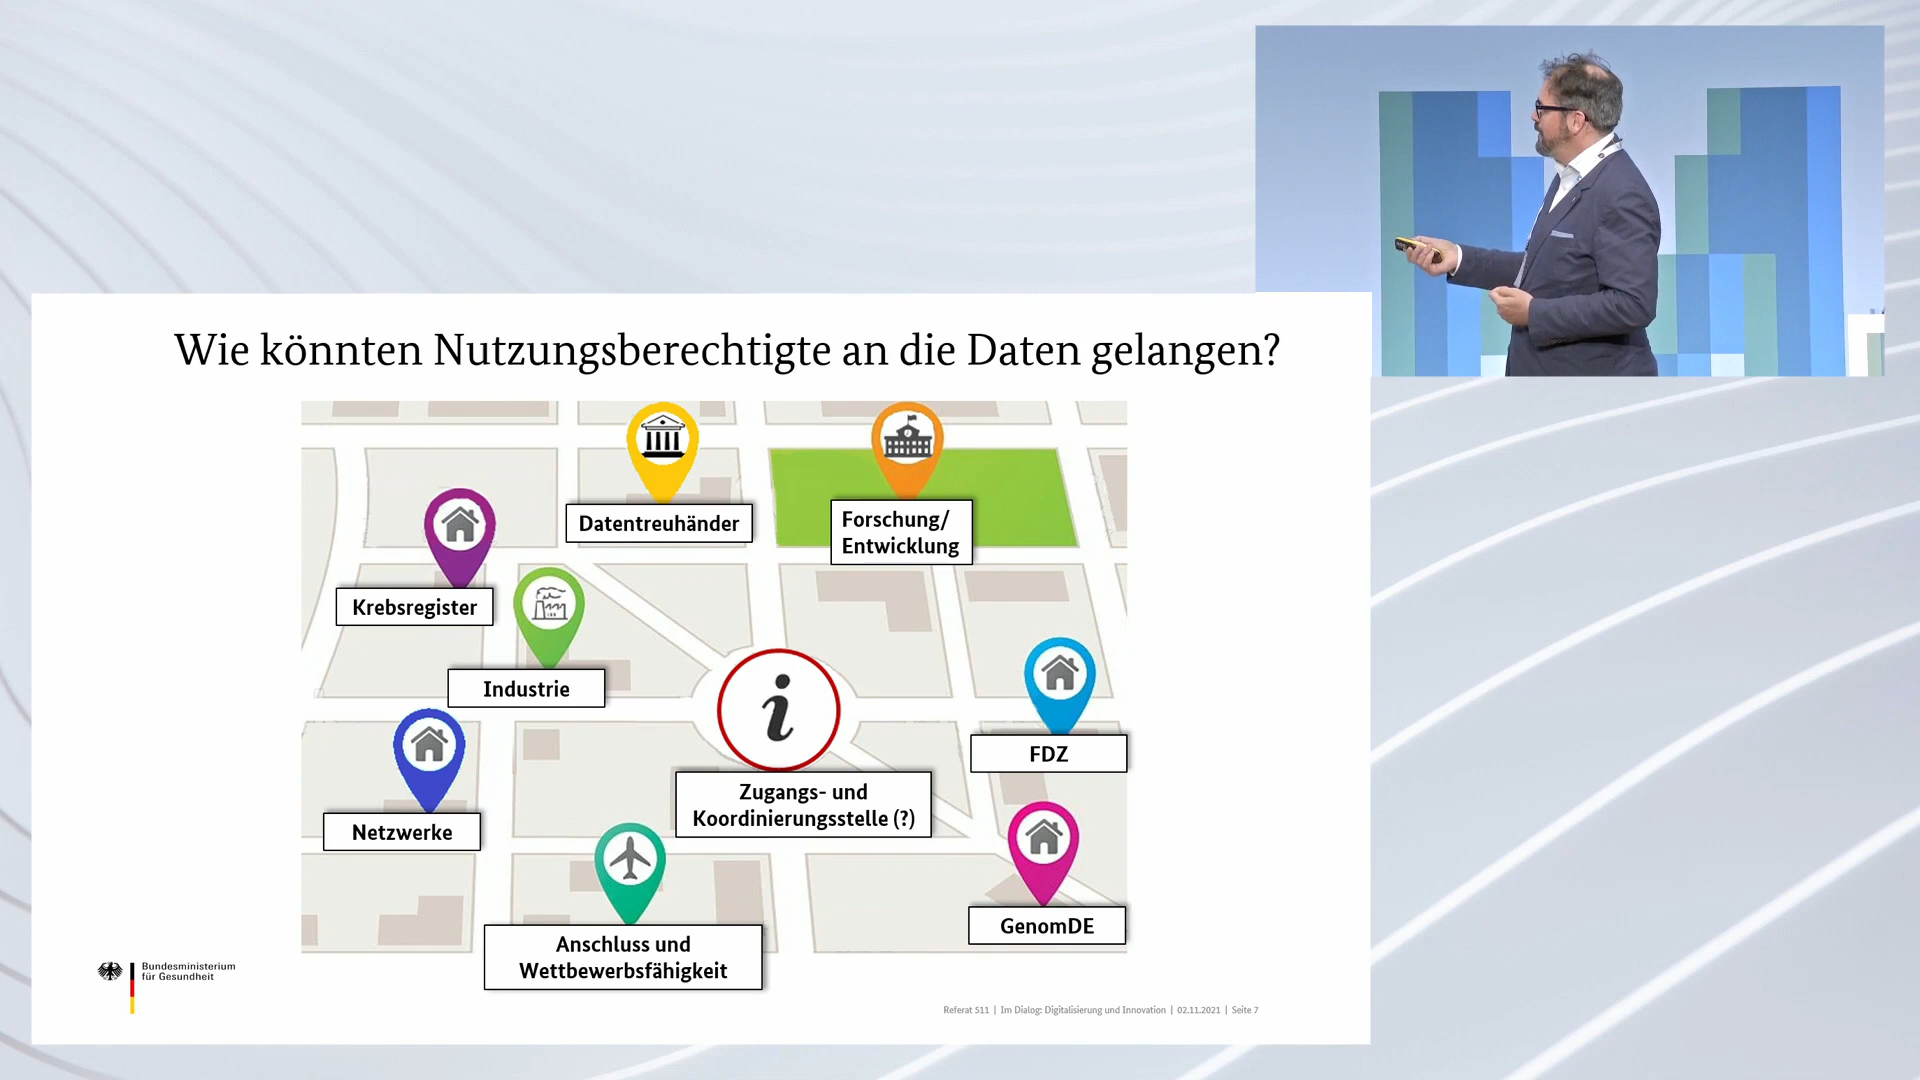 Wie könnten Nutzungsberechtigte an die Daten gelangen?
Datentreuhänder
Forschung/
Entwicklung
Krebsregister
Industrie
i
FDZ
Zugangs- und
Koordinierungsstelle (?)
Netzwerke
GenomDE
Anschluss und
Wettbewerbsfähigkeit
Bundesministerium
für Gesundheit
Referat 511 | Im Dialog: Digitalisierung und Innovation | 02.11.2021 | Seite 7